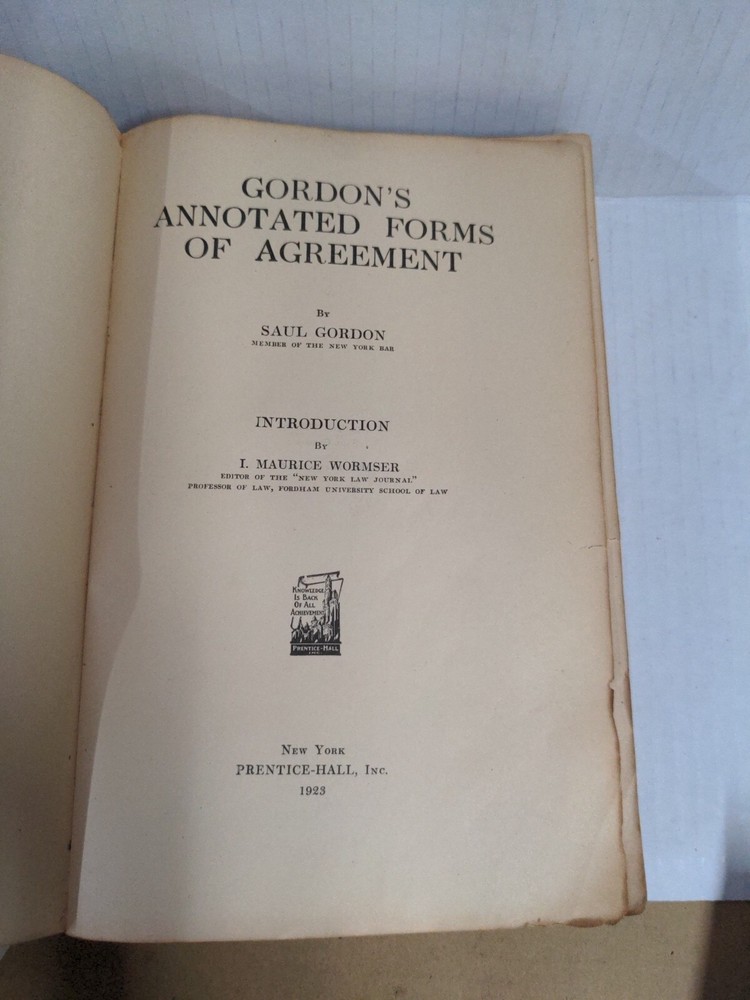 GORDON'S
ANNOTATED FORMS
OF AGREEMENT
BY
SAUL GORDON
MEMBER OF THE NEW YORK BAR
INTRODUCTION
BY
I. MAURICE WORMSER
EDITOR OF THE "NEW YORK LAW JOURNAL"
PROFESSOR OF LAW, FORDHAM UNIVERSITY SCHOOL OF LAW
KNOWLEDGE
IS BACK
OF ALL
ACHIEVEMENT
PRENTICE-HALL
NEW YORK
PRENTICE-HALL, INC.
1923